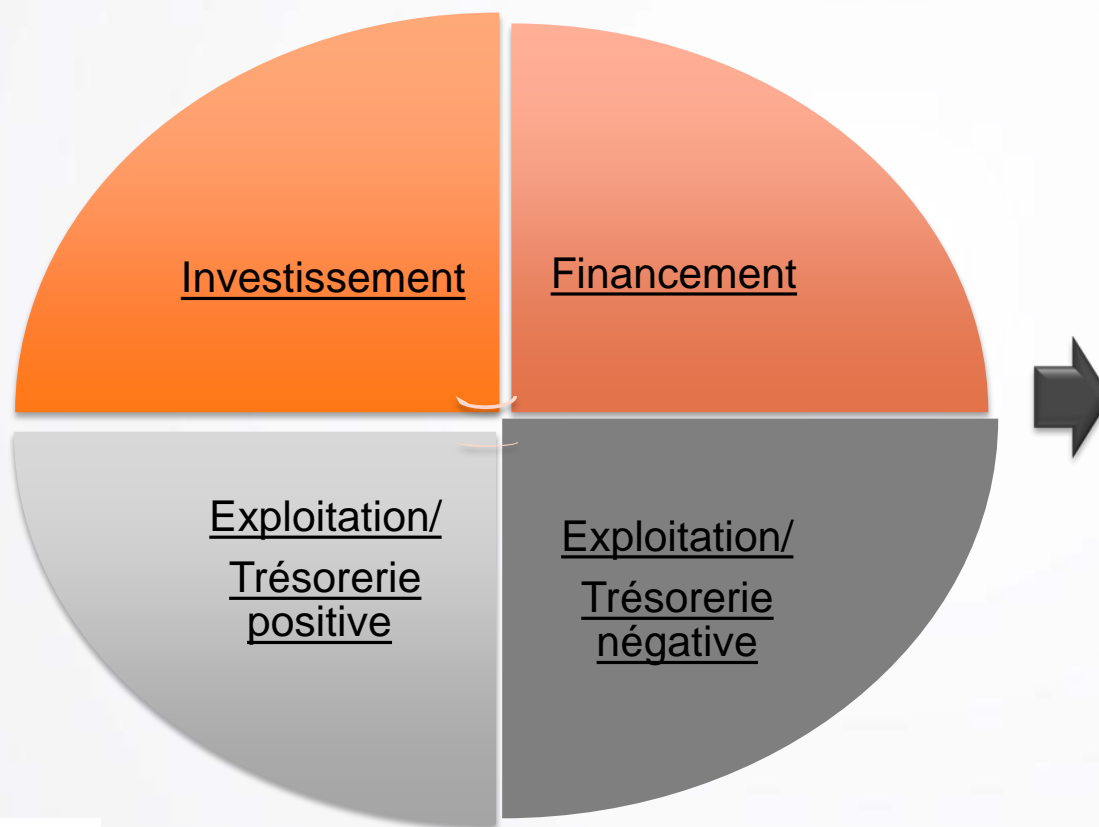 Investissement
Financement
Exploitation/
Trésorerie
positive
Exploitation/
Trésorerie
négative